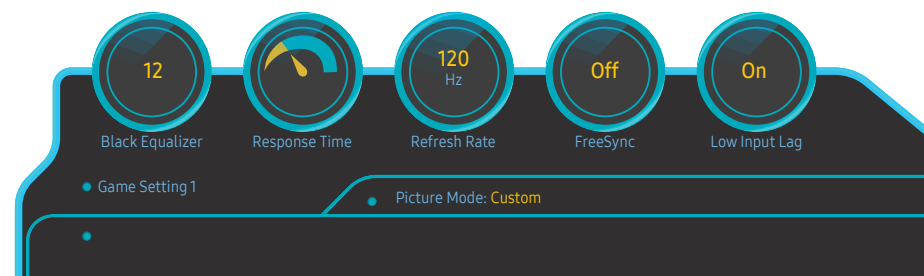 12
120
Hz
Off
On
Black Equalizer
Response Time
Refresh Rate
FreeSync
Low Input Lag
Game Setting 1
Picture Mode: Custom